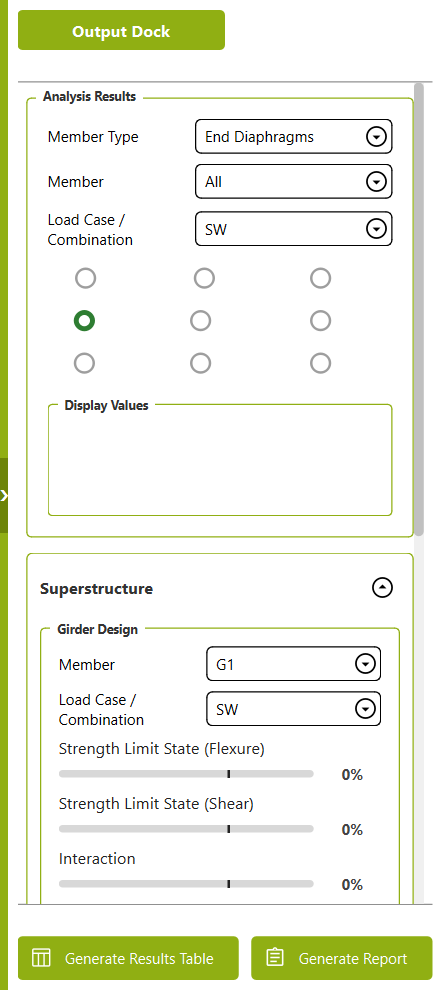 Output Dock
Analysis Results
Member Type
End Diaphragms
Member
All
Load Case /
Combination
SW
Display Values
Superstructure
Girder Design
Member
G1
Load Case /
Combination
SW
Strength Limit State (Flexure)
0%
Strength Limit State (Shear)
0%
Interaction
0%
Generate Results Table
Generate Report